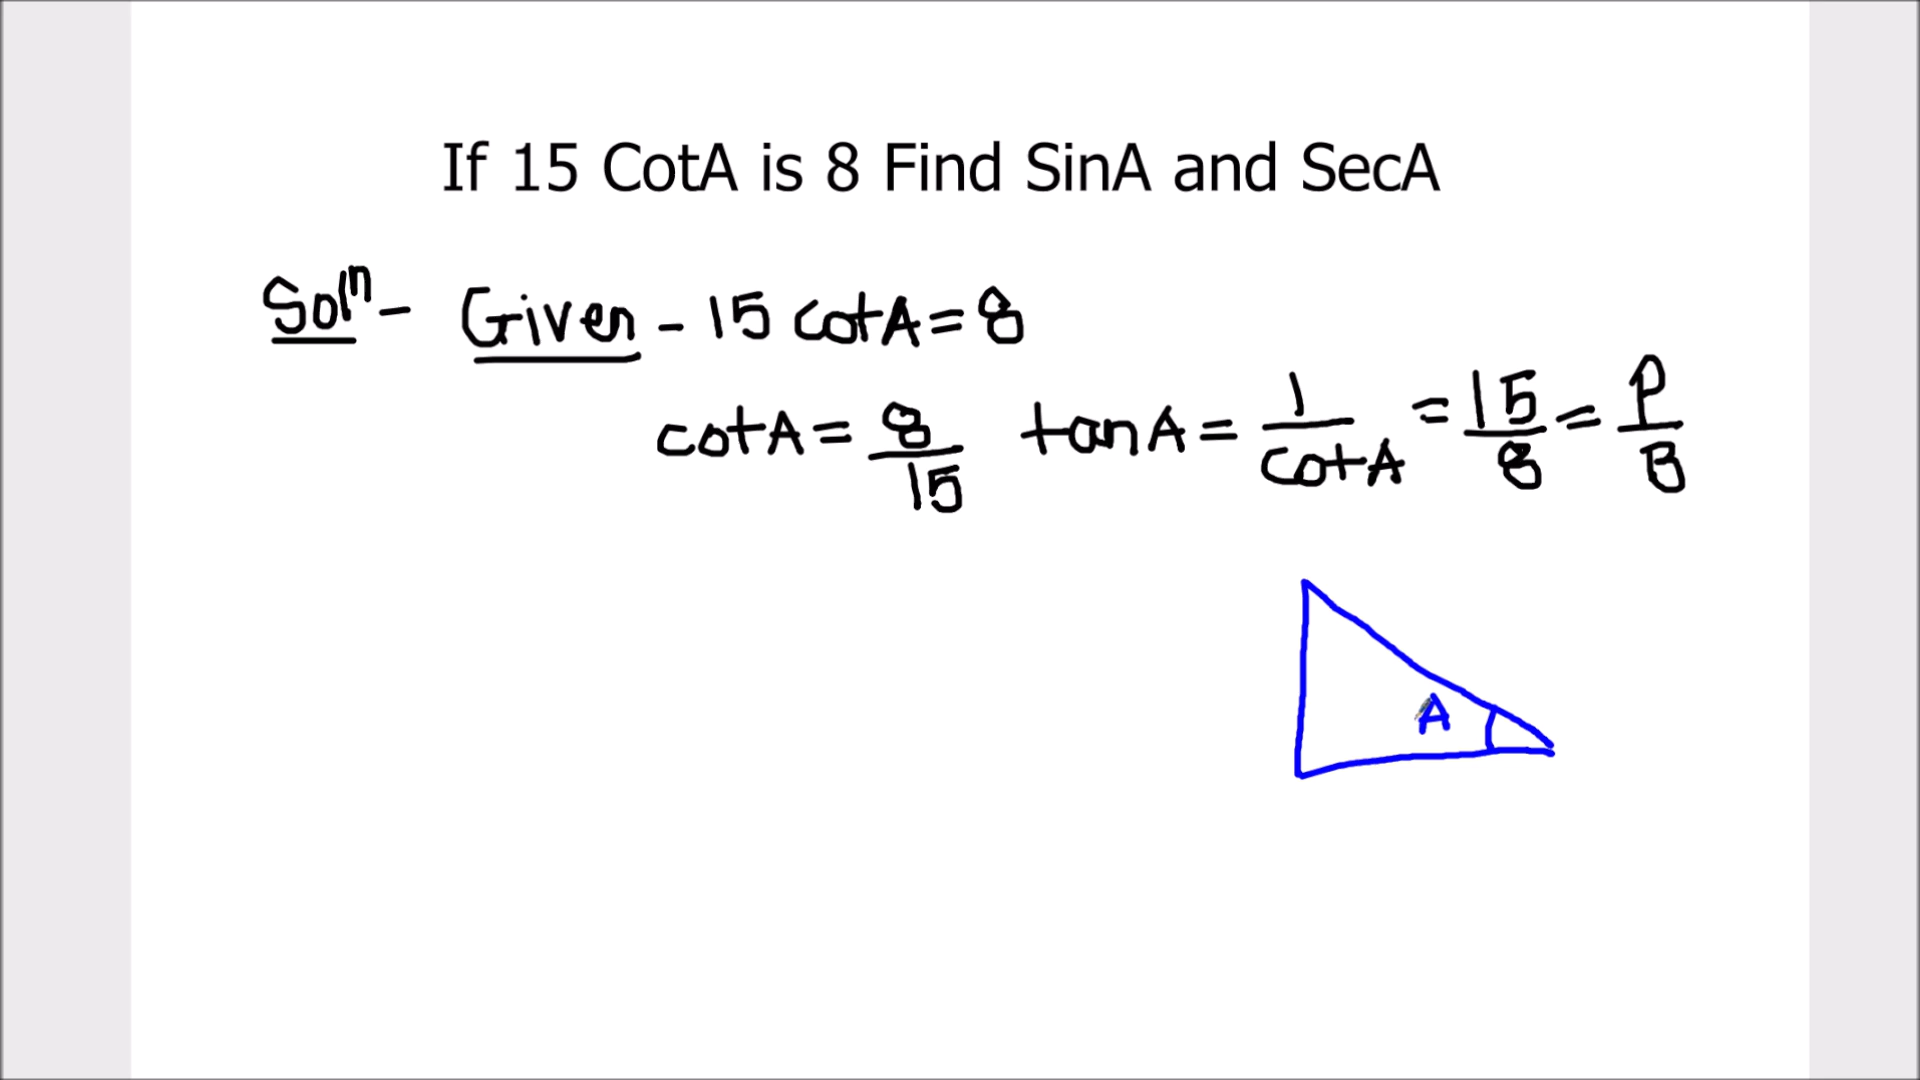 If 15 CotA is 8 Find SinA and SecA
Solⁿ - Given - 15 cotA = 8
cotA = 8/15 tanA = 1/cotA = 15/8 = P/B
A